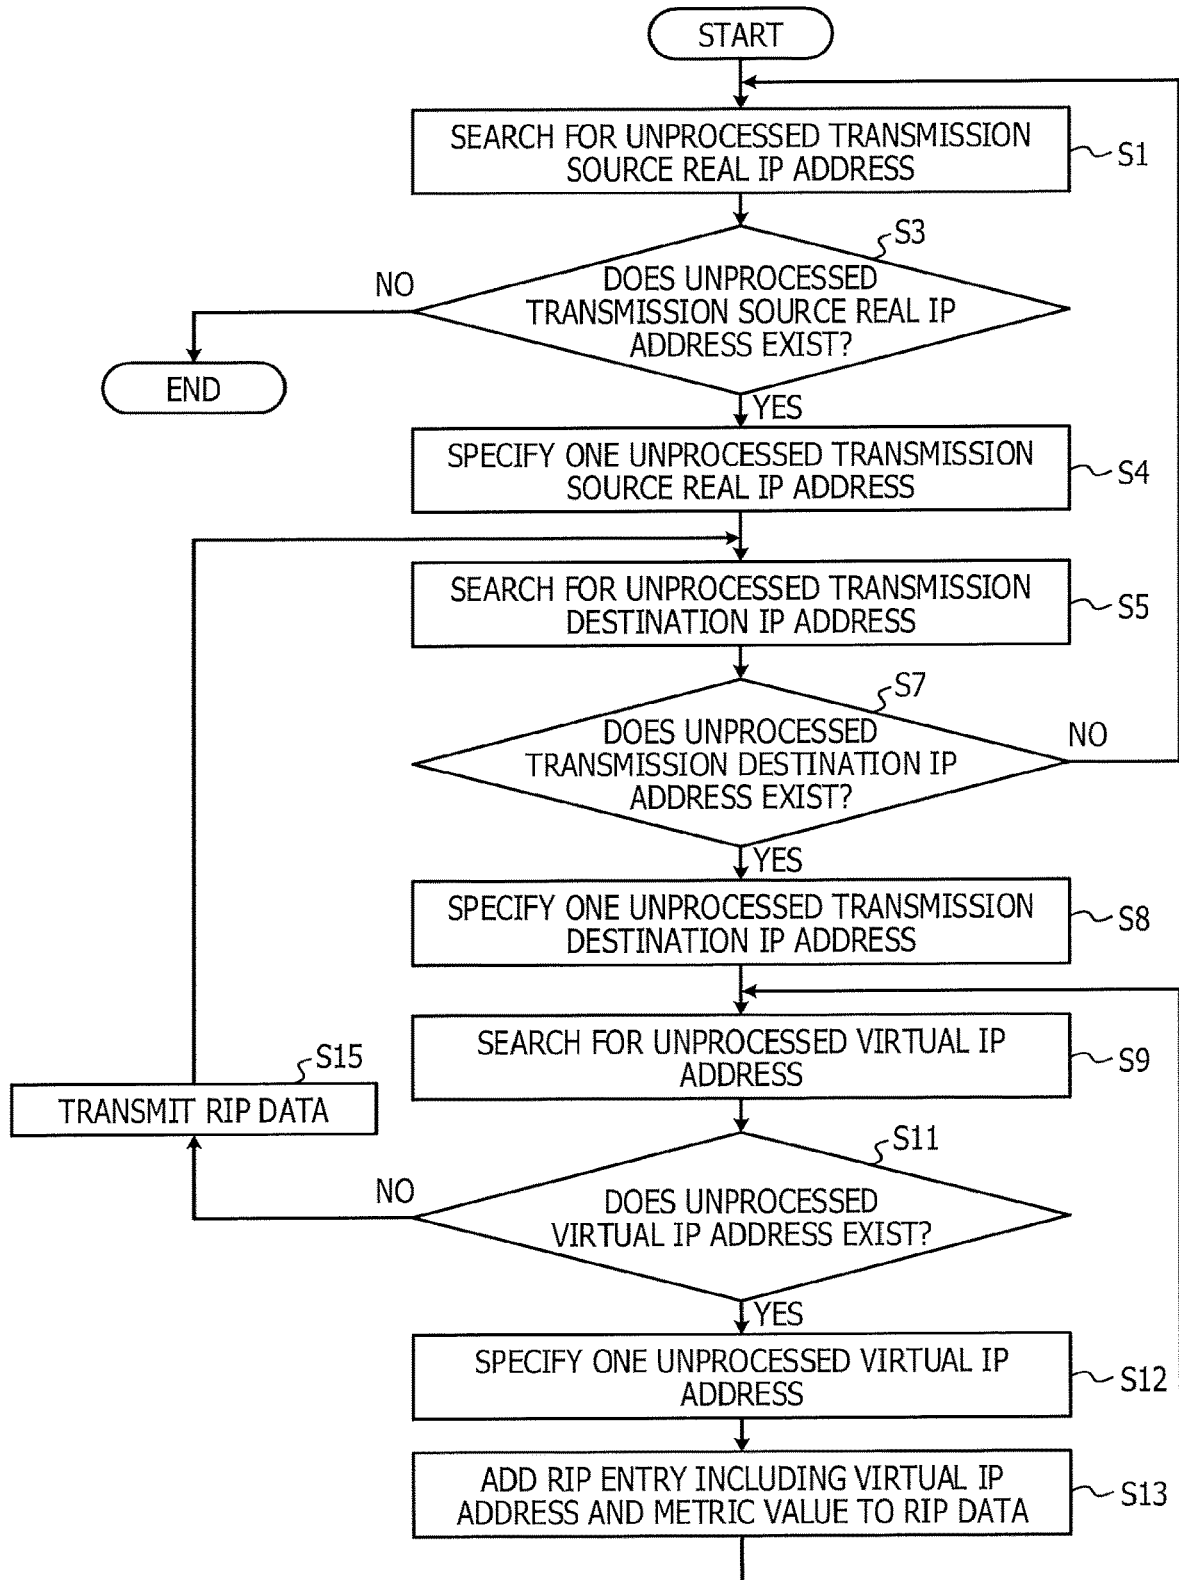 START
SEARCH FOR UNPROCESSED TRANSMISSION
SOURCE REAL IP ADDRESS
S1
S3
DOES UNPROCESSED
TRANSMISSION SOURCE REAL IP
ADDRESS EXIST?
NO
END
YES
SPECIFY ONE UNPROCESSED TRANSMISSION
SOURCE REAL IP ADDRESS
S4
SEARCH FOR UNPROCESSED TRANSMISSION
DESTINATION IP ADDRESS
S5
S7
DOES UNPROCESSED
TRANSMISSION DESTINATION IP
ADDRESS EXIST?
NO
YES
SPECIFY ONE UNPROCESSED TRANSMISSION
DESTINATION IP ADDRESS
S8
SEARCH FOR UNPROCESSED VIRTUAL IP
ADDRESS
S9
S15
TRANSMIT RIP DATA
S11
DOES UNPROCESSED
VIRTUAL IP ADDRESS EXIST?
NO
YES
SPECIFY ONE UNPROCESSED VIRTUAL IP
ADDRESS
S12
ADD RIP ENTRY INCLUDING VIRTUAL IP
ADDRESS AND METRIC VALUE TO RIP DATA
S13